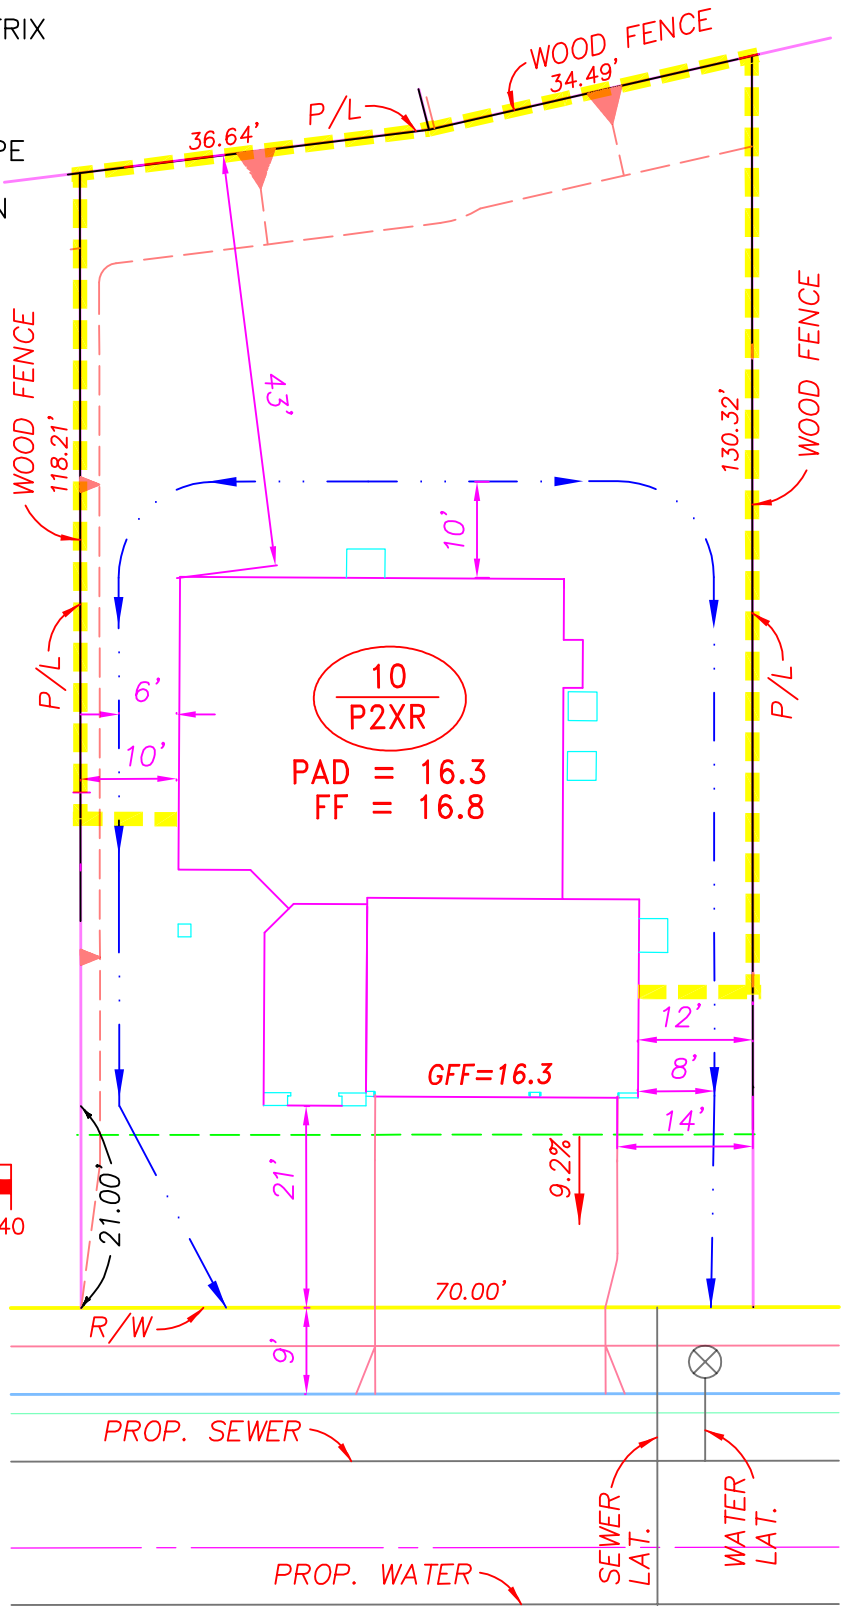 TRIX
WOOD FENCE
34.49'
P/L
36.64'
PE
N
WOOD FENCE
118.21'
43'
130.32'
WOOD FENCE
10'
10
P2XR
PAD = 16.3
FF = 16.8
P/L
6'
10'
P/L
12'
GFF=16.3
8'
14'
9.2%
21'
21.00'
40
70.00'
R/W
9'
PROP. SEWER
SEWER
LAT.
WATER
LAT.
PROP. WATER